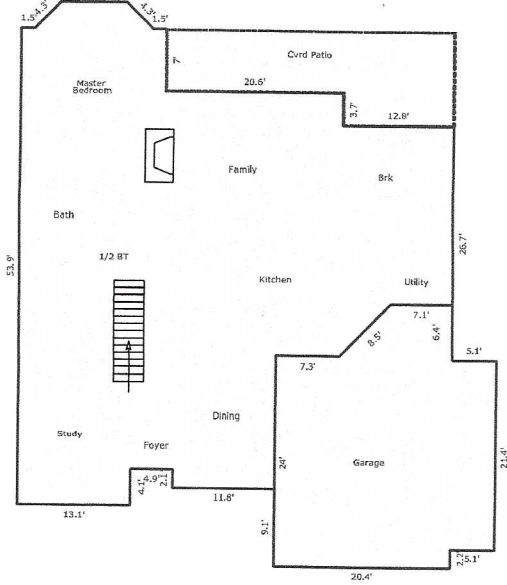 1.5'
4.3'
4.3'
1.5'
7'
Cvrd Patio
Master
Bedroom
20.6'
3.7'
12.8'
Family
Brk
Bath
26.7'
53.9'
1/2 BT
Kitchen
Utility
7.1'
8.5'
6.4'
7.3'
5.1'
Dining
Study
Foyer
Garage
24'
21.4'
4.1'
4.9'
2.1'
11.8'
13.1'
9.1'
2.2'
5.1'
20.4'